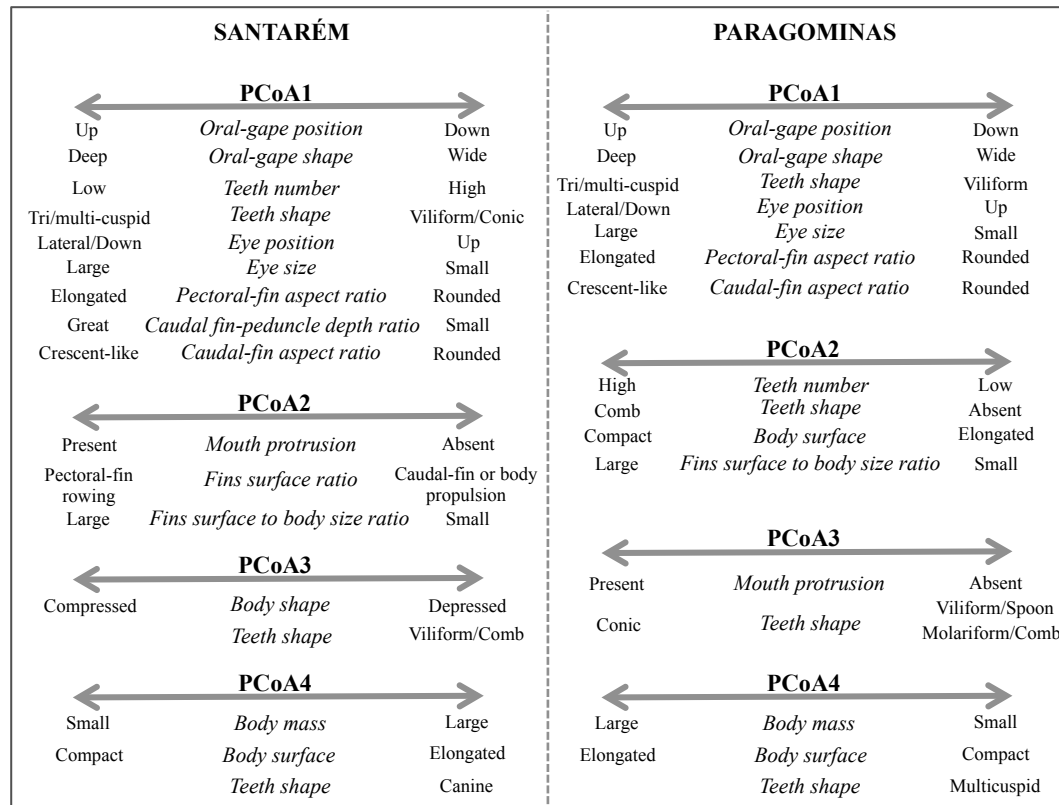 SANTARÉM
PCoA1
Up Oral-gape position Down
Deep Oral-gape shape Wide
Low Teeth number High
Tri/multi-cuspid Teeth shape Viliform/Conic
Lateral/Down Eye position Up
Large Eye size Small
Elongated Pectoral-fin aspect ratio Rounded
Great Caudal fin-peduncle depth ratio Small
Crescent-like Caudal-fin aspect ratio Rounded
PCoA2
Present Mouth protrusion Absent
Pectoral-fin rowing Fins surface ratio Caudal-fin or body propulsion
Large Fins surface to body size ratio Small
PCoA3
Compressed Body shape Depressed
Teeth shape Viliform/Comb
PCoA4
Small Body mass Large
Compact Body surface Elongated
Teeth shape Canine
PARAGOMINAS
PCoA1
Up Oral-gape position Down
Deep Oral-gape shape Wide
Tri/multi-cuspid Teeth shape Viliform
Lateral/Down Eye position Up
Large Eye size Small
Elongated Pectoral-fin aspect ratio Rounded
Crescent-like Caudal-fin aspect ratio Rounded
PCoA2
High Teeth number Low
Comb Teeth shape Absent
Compact Body surface Elongated
Large Fins surface to body size ratio Small
PCoA3
Present Mouth protrusion Absent
Conic Teeth shape Viliform/Spoon
Molariform/Comb
PCoA4
Large Body mass Small
Elongated Body surface Compact
Teeth shape Multicuspid